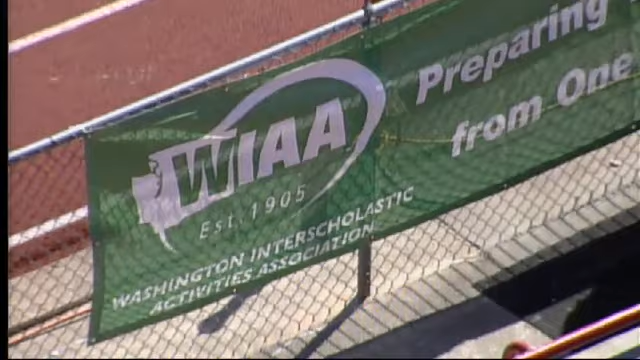 WIAA
Est. 1905
WASHINGTON INTERSCHOLASTIC
ACTIVITIES ASSOCIATION
Preparing
from One